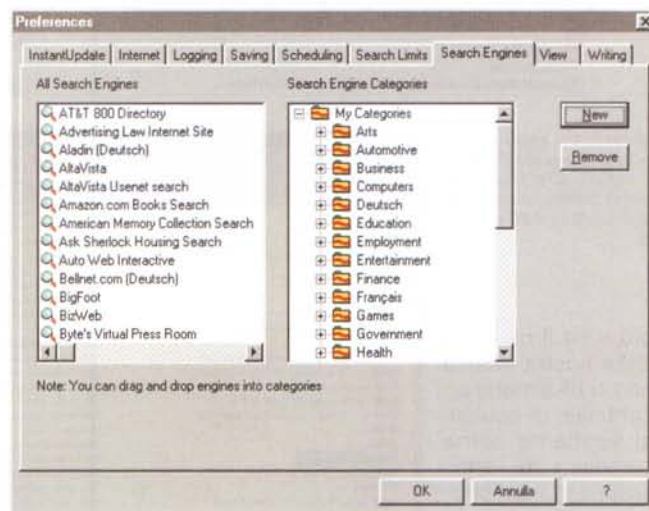 Preferences
InstantUpdate Internet Logging Saving Scheduling Search Limits Search Engines View Writing
All Search Engines
AT&T 800 Directory
Advertising Law Internet Site
Aladin (Deutsch)
AltaVista
AltaVista Usenet search
Amazon.com Books Search
American Memory Collection Search
Ask Sherlock Housing Search
Auto Web Interactive
Bellnet.com (Deutsch)
BigFoot
BizWeb
Byte's Virtual Press Room
Search Engine Categories
My Categories
Arts
Automotive
Business
Computers
Deutsch
Education
Employment
Entertainment
Finance
Français
Games
Government
Health
New
Remove
Note: You can drag and drop engines into categories
OK Annulla ?